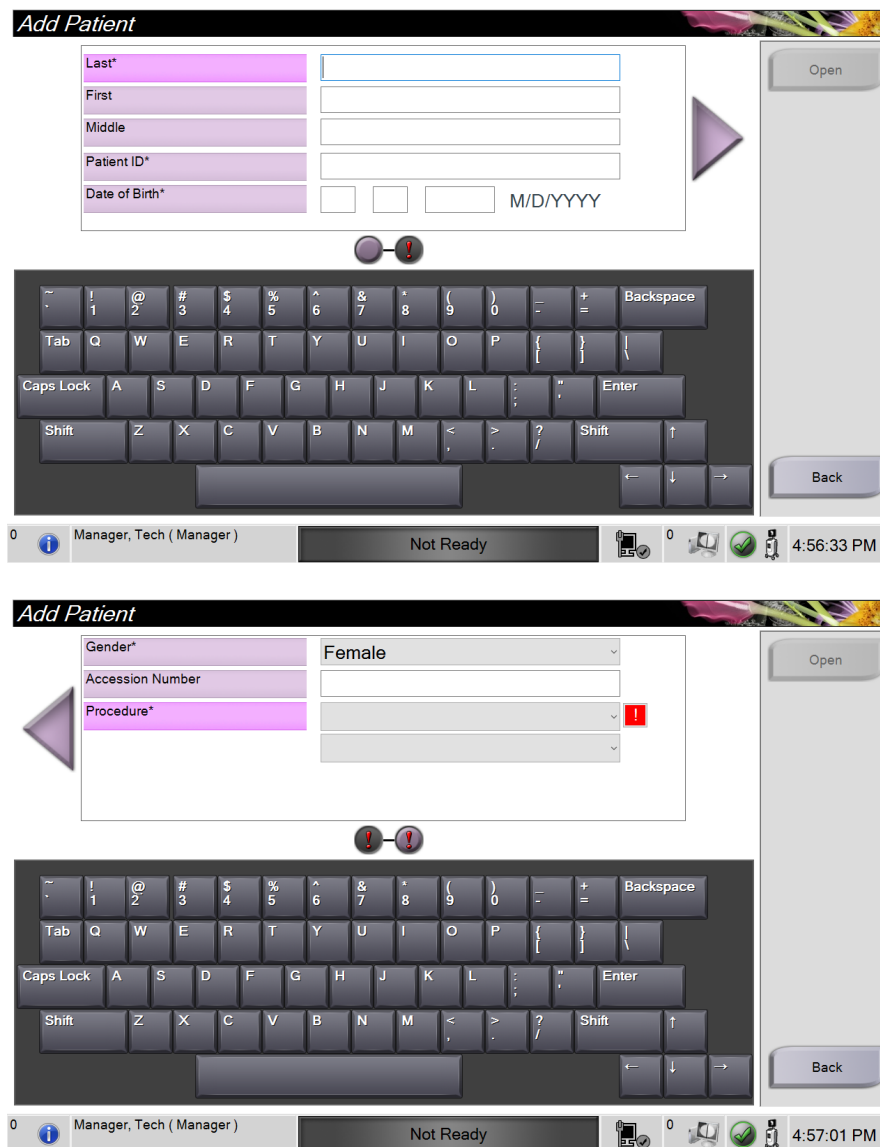 Add Patient
Last*
Open
First
Middle
Patient ID*
Date of Birth* M/D/YYYY
~ ! @ # $ % ^ & * ( ) _ + Backspace
` 1 2 3 4 5 6 7 8 9 0 - =
Tab Q W E R T Y U I O P { } |
[ ] \
Caps Lock A S D F G H J K L : " Enter
; '
Shift Z X C V B N M < > ? Shift ↑
, . /
← ↓ →
Back
0 i Manager, Tech ( Manager ) Not Ready 0 4:56:33 PM
Add Patient
Gender* Female
Open
Accession Number
Procedure* !
~ ! @ # $ % ^ & * ( ) _ + Backspace
` 1 2 3 4 5 6 7 8 9 0 - =
Tab Q W E R T Y U I O P { } |
[ ] \
Caps Lock A S D F G H J K L : " Enter
; '
Shift Z X C V B N M < > ? Shift ↑
, . /
← ↓ →
Back
0 i Manager, Tech ( Manager ) Not Ready 0 4:57:01 PM